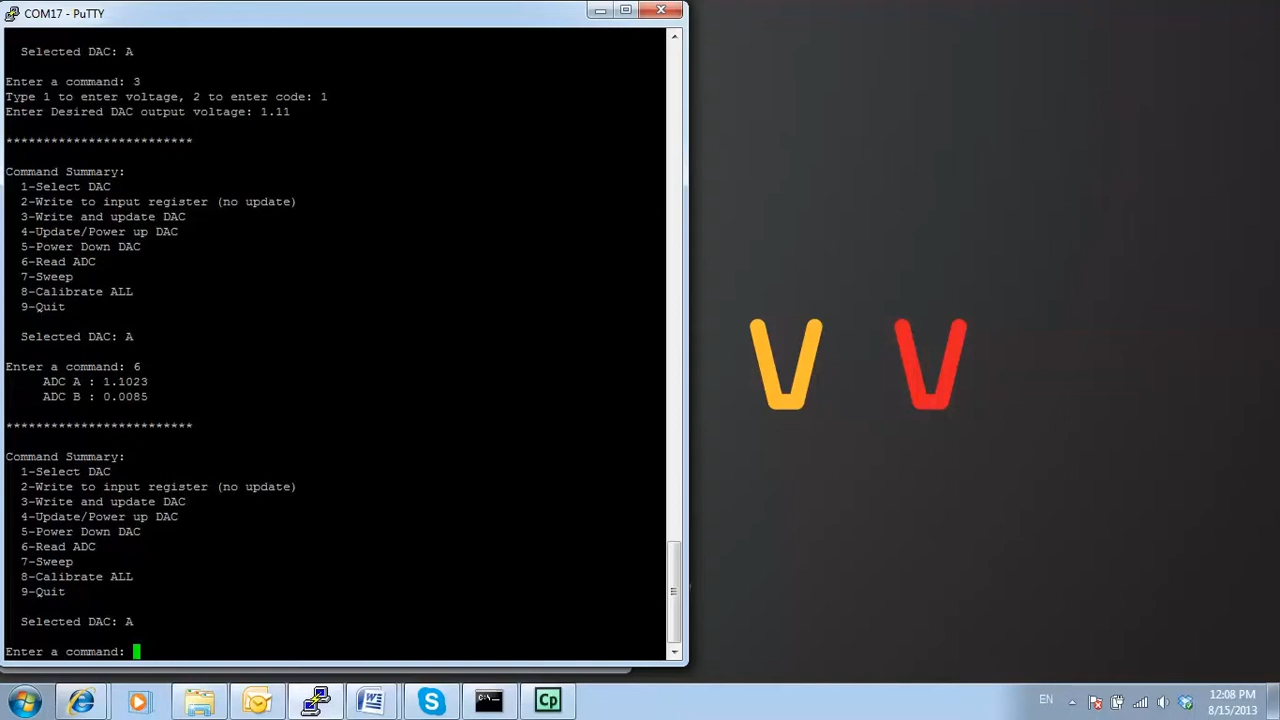 COM17 - PuTTY
Selected DAC: A
Enter a command: 3
Type 1 to enter voltage, 2 to enter code: 1
Enter Desired DAC output voltage: 1.11
*************************
Command Summary:
1-Select DAC
2-Write to input register (no update)
3-Write and update DAC
4-Update/Power up DAC
5-Power Down DAC
6-Read ADC
7-Sweep
8-Calibrate ALL
9-Quit
Selected DAC: A
Enter a command: 6
ADC A : 1.1023
ADC B : 0.0085
*************************
Command Summary:
1-Select DAC
2-Write to input register (no update)
3-Write and update DAC
4-Update/Power up DAC
5-Power Down DAC
6-Read ADC
7-Sweep
8-Calibrate ALL
9-Quit
Selected DAC: A
Enter a command:
V V
EN
12:08 PM
8/15/2013
Cp